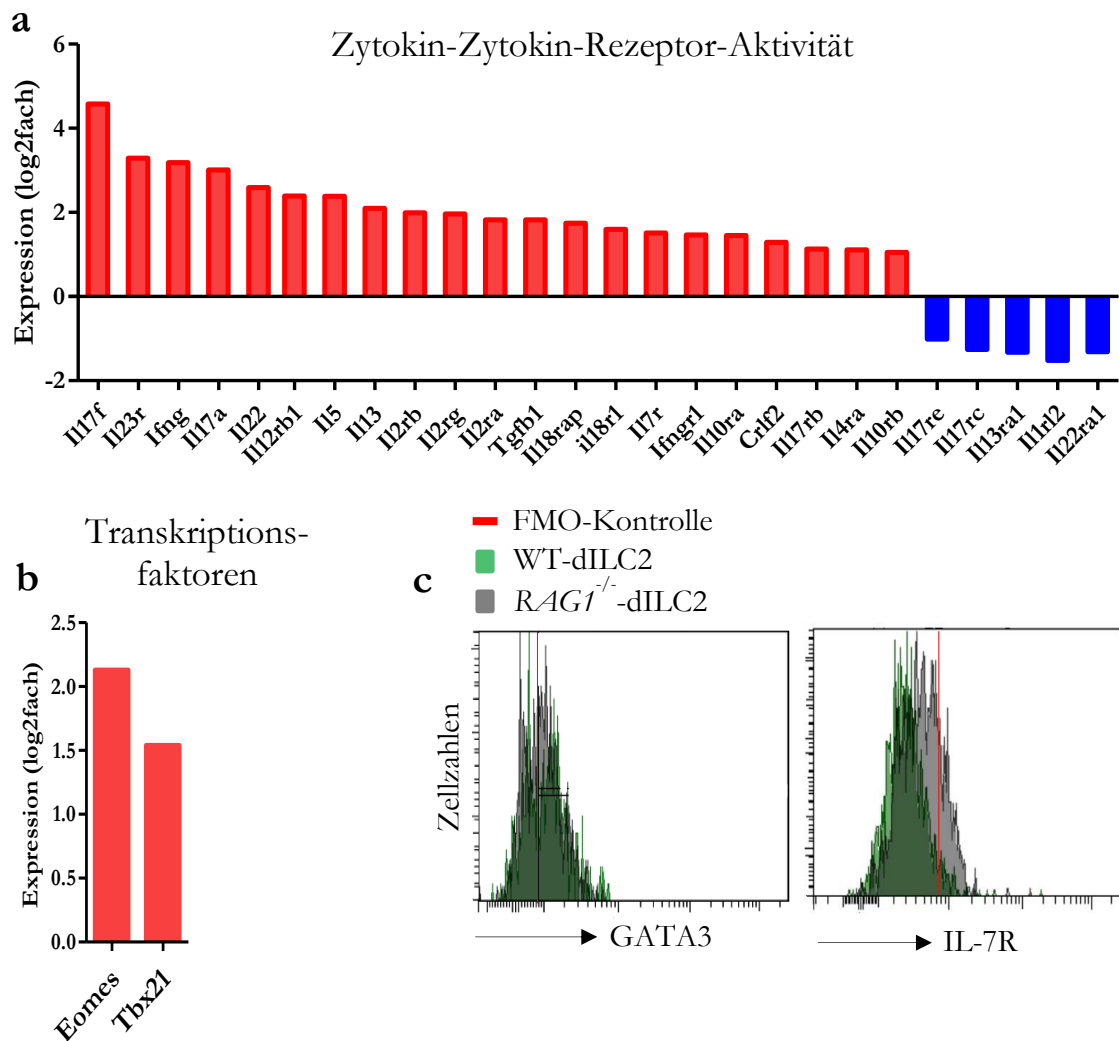 a
Zytokin-Zytokin-Rezeptor-Aktivität
Expression (log2fach)
6
4
2
0
-2
Il17f
Il23r
Ifng
Il17a
Il22
Il12rb1
Il5
Il13
Il2rb
Il2rg
Il2ra
Tgfb1
Il18rap
il18r1
Il7r
Ifngr1
Il10ra
Crlf2
Il17rb
Il4ra
Il10rb
Il17re
Il17rc
Il13ra1
Il1rl2
Il22ra1
b
Transkriptions-
faktoren
Expression (log2fach)
2.5
2.0
1.5
1.0
0.5
0.0
Eomes
Tbx21
c
FMO-Kontrolle
WT-dILC2
RAG1-/--dILC2
Zellzahlen
GATA3
IL-7R